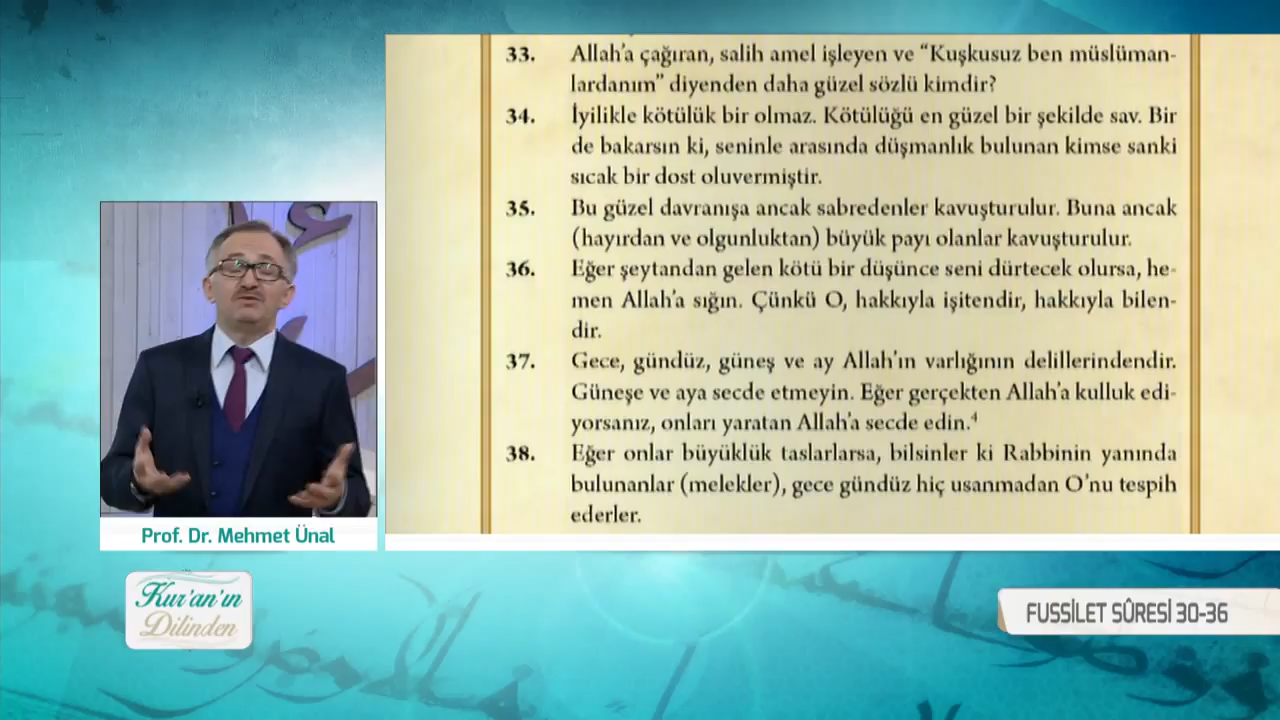 33. Allah'a çağıran, salih amel işleyen ve "Kuşkusuz ben müslüman-
lardanım" diyenden daha güzel sözlü kimdir?
34. İyilikle kötülük bir olmaz. Kötülüğü en güzel bir şekilde sav. Bir
de bakarsın ki, seninle arasında düşmanlık bulunan kimse sanki
sıcak bir dost oluvermiştir.
35. Bu güzel davranışa ancak sabredenler kavuşturulur. Buna ancak
(hayırdan ve olgunluktan) büyük payı olanlar kavuşturulur.
36. Eğer şeytandan gelen kötü bir düşünce seni dürtecek olursa, he-
men Allah'a sığın. Çünkü O, hakkıyla işitendir, hakkıyla bilen-
dir.
37. Gece, gündüz, güneş ve ay Allah'ın varlığının delillerindendir.
Güneşe ve aya secde etmeyin. Eğer gerçekten Allah'a kulluk edi-
yorsanız, onları yaratan Allah'a secde edin.⁴
38. Eğer onlar büyüklük taslarlarsa, bilsinler ki Rabbinin yanında
bulunanlar (melekler), gece gündüz hiç usanmadan O'nu tespih
ederler.
Prof. Dr. Mehmet Ünal
Kur'an'ın
Dilinden
FUSSİLET SÛRESİ 30-36